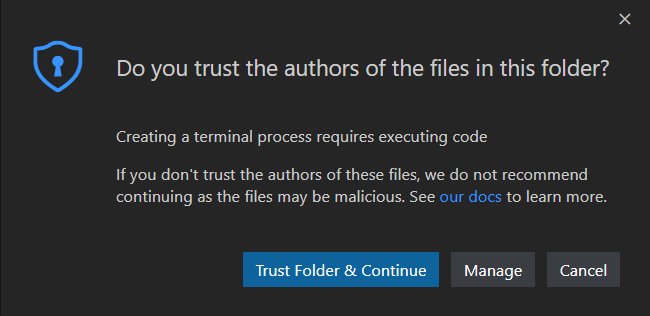 Do you trust the authors of the files in this folder?
Creating a terminal process requires executing code
If you don't trust the authors of these files, we do not recommend
continuing as the files may be malicious. See our docs to learn more.
Trust Folder & Continue
Manage
Cancel